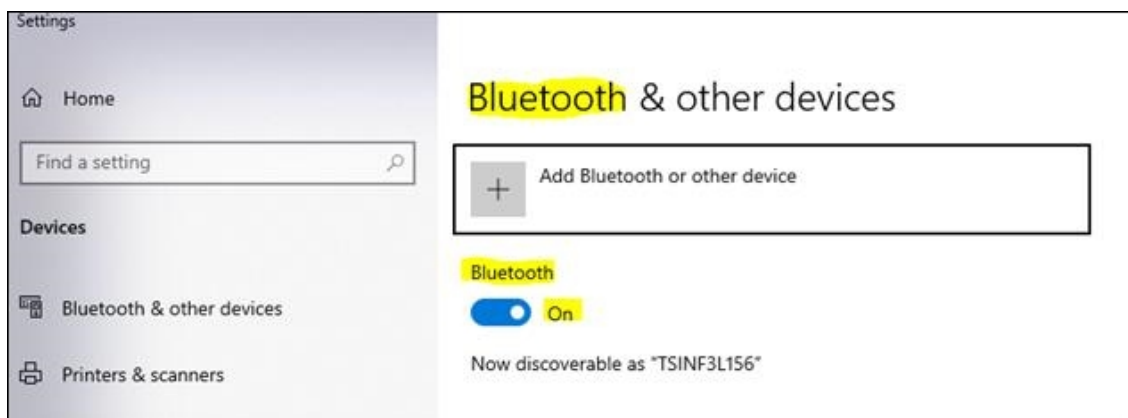 Settings
Home
Find a setting
Devices
Bluetooth & other devices
Printers & scanners
Bluetooth & other devices
Add Bluetooth or other device
Bluetooth
On
Now discoverable as "TSINF3L156"